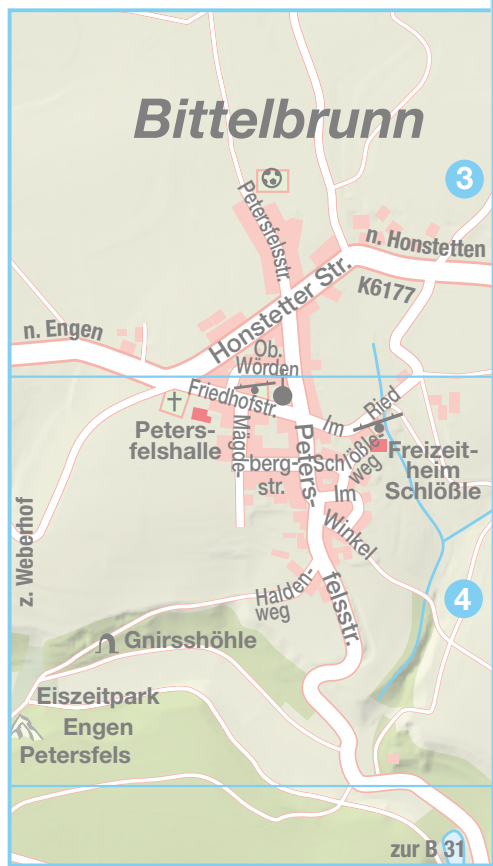 Bittelbrunn
3
Petersfelsstr.
n. Honstetten
K6177
Honstetter Str.
n. Engen
Ob.
Wörden
Friedhofstr.
Ried
Im
Peters-
felshalle
Mägde-
berg-
str.
Peters-
Schlößle-
weg
Freizeit-
heim
Schlößle
Im
Winkel
z. Weberhof
Halden-
weg
felsstr.
4
Gnirsshöhle
Eiszeitpark
Engen
Petersfels
zur B 31